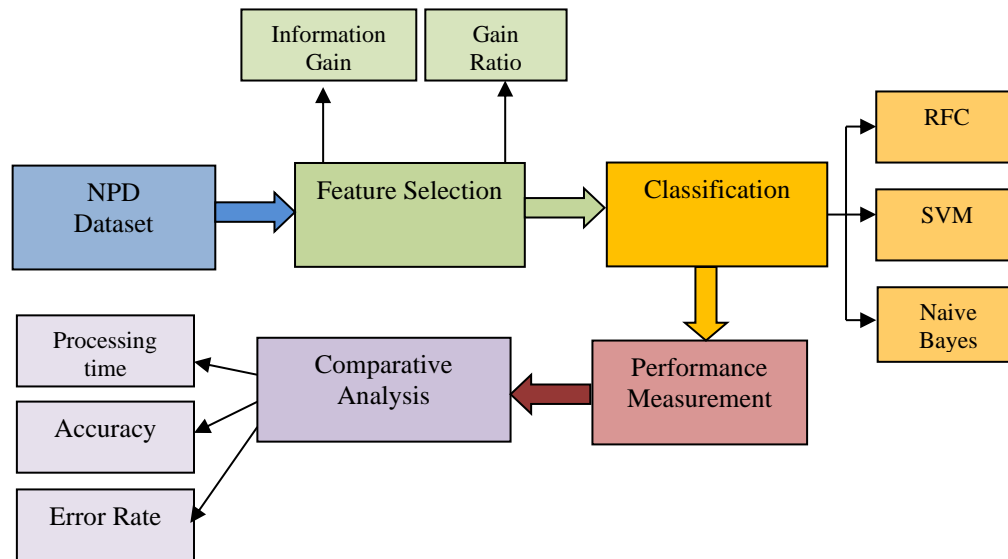 Information
Gain
Gain
Ratio
RFC
NPD
Dataset
Feature Selection
Classification
SVM
Naive
Bayes
Processing
time
Comparative
Analysis
Performance
Measurement
Accuracy
Error Rate